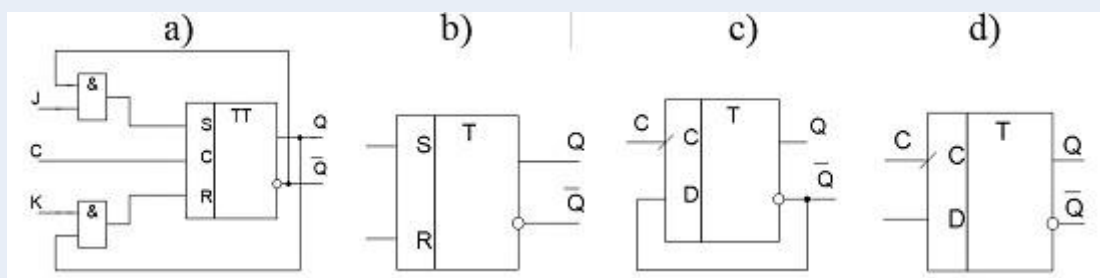 a) b) c) d)
& TT
J S Q
C C Q̅
K & R
S T Q
R Q̅
C C T Q
D Q̅
C C T Q
D Q̅